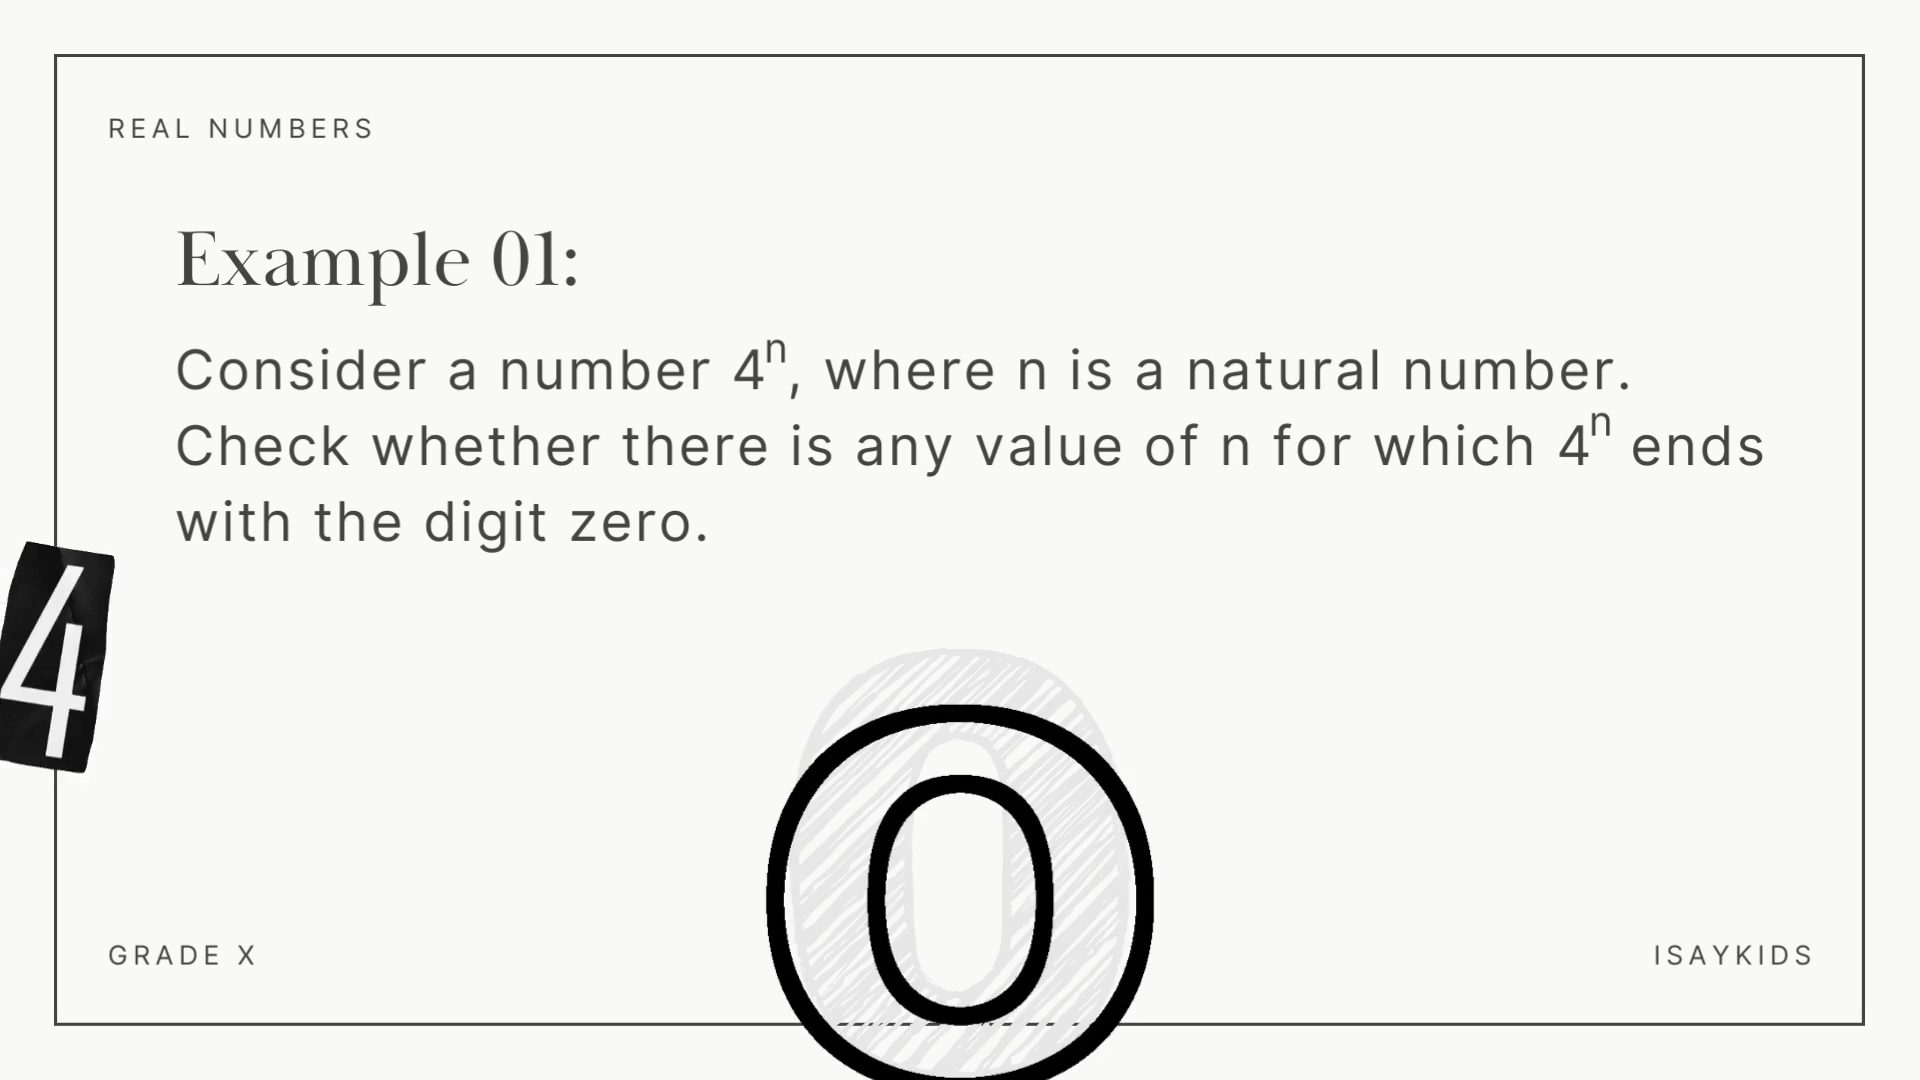 REAL NUMBERS
Example 01:
Consider a number 4ⁿ, where n is a natural number.
Check whether there is any value of n for which 4ⁿ ends
with the digit zero.
4
0
GRADE X
ISAYKIDS